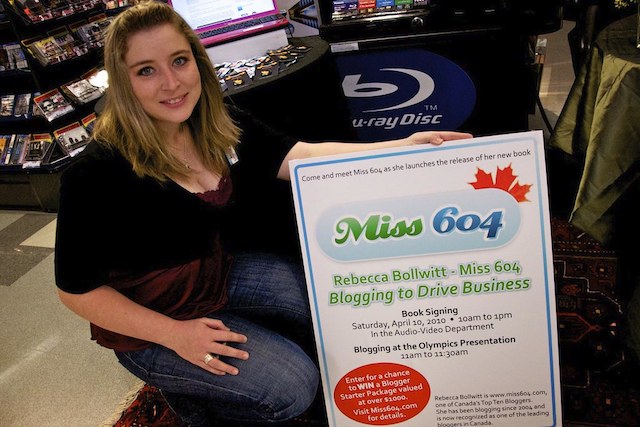 Blu-ray Disc
TM
Come and meet Miss 604 as she launches the release of her new book
Miss 604
Rebecca Bollwitt - Miss 604
Blogging to Drive Business
Book Signing
Saturday, April 10, 2010 • 10am to 1pm
in the Audio-Video Department
Blogging at the Olympics Presentation
11am to 11:30am
Enter for a chance
to WIN a Blogger
Starter Package valued
at over $1000.
Visit Miss604.com
for details.
Rebecca Bollwitt is www.miss604.com,
one of Canada's Top Ten Bloggers.
She has been blogging since 2004 and
is now recognized as one of the leading
bloggers in Canada.